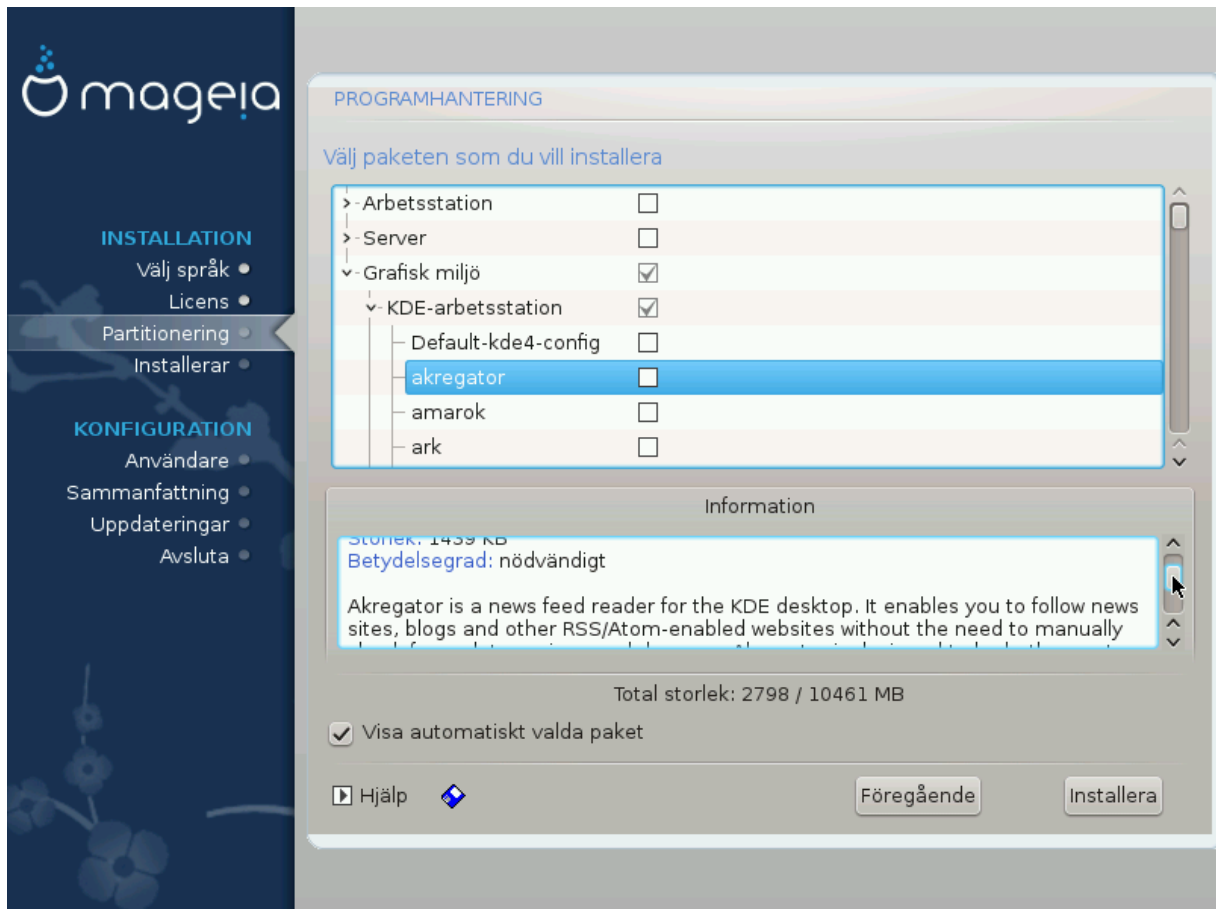 mageia
INSTALLATION
Välj språk
Licens
Partitionering
Installerar
KONFIGURATION
Användare
Sammanfattning
Uppdateringar
Avsluta
PROGRAMHANTERING
Välj paketen som du vill installera
Arbetsstation
Server
Grafisk miljö
KDE-arbetsstation
Default-kde4-config
akregator
amarok
ark
Information
Storlek: 1439 KB
Betydelsegrad: nödvändigt
Akregator is a news feed reader for the KDE desktop. It enables you to follow news
sites, blogs and other RSS/Atom-enabled websites without the need to manually
Total storlek: 2798 / 10461 MB
Visa automatiskt valda paket
Hjälp
Föregående
Installera